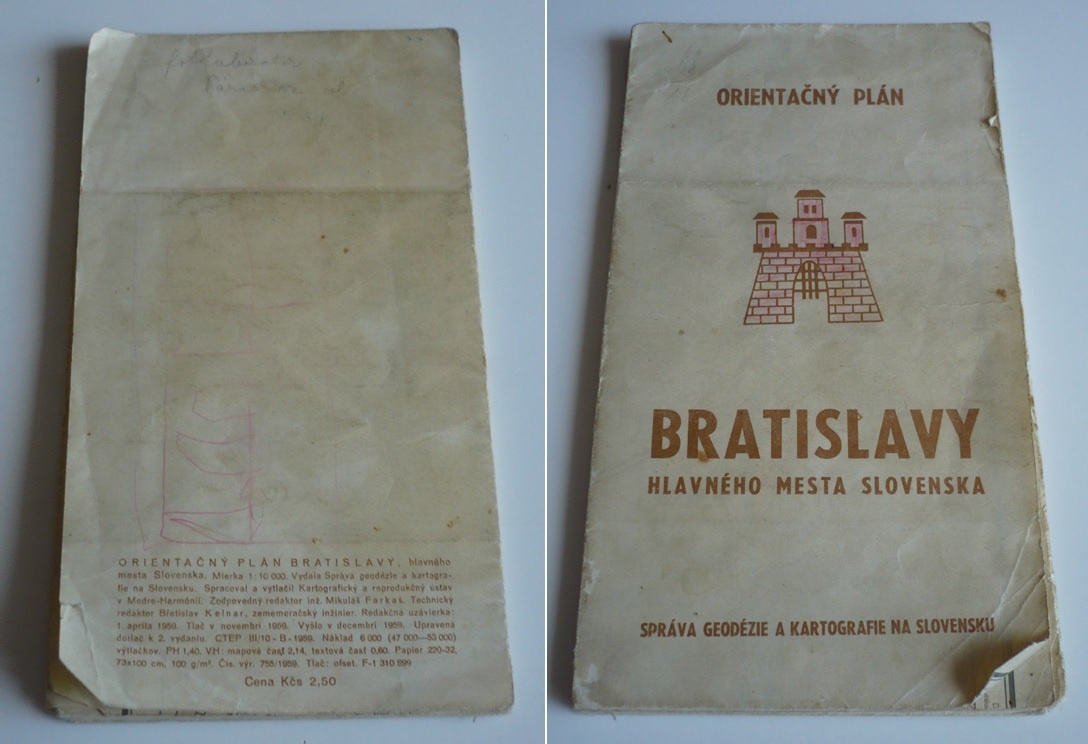 ORIENTAČNÝ PLÁN BRATISLAVY, hlavného
mesta Slovenska. Mierka 1:10 000. Vydala Správa geodézie a kartogra-
fie na Slovensku. Spracoval a vytlačil Kartografický a reprodukčný ústav
v Modre-Harmónii. Zodpovedný redaktor inž. Mikuláš Farkaš. Technický
redaktor Břetislav Kelnar, zememeračský inžinier. Redakčná uzávierka:
1. apríla 1959. Tlač v novembri 1959. Vyšlo v decembri 1959. Upravená
dotlač k 2. vydaniu. CTEP III/10-B-1959. Náklad 6 000 (47 000—53 000)
výtlačkov. PH 1,40. VH: mapová časť 2,14, textová časť 0,60. Papier 220-32,
73x100 cm, 100 g/m². Čís. výr. 755/1959. Tlač: ofset. F-1 310 899
Cena Kčs 2,50
ORIENTAČNÝ PLÁN
BRATISLAVY
HLAVNÉHO MESTA SLOVENSKA
SPRÁVA GEODÉZIE A KARTOGRAFIE NA SLOVENSKU